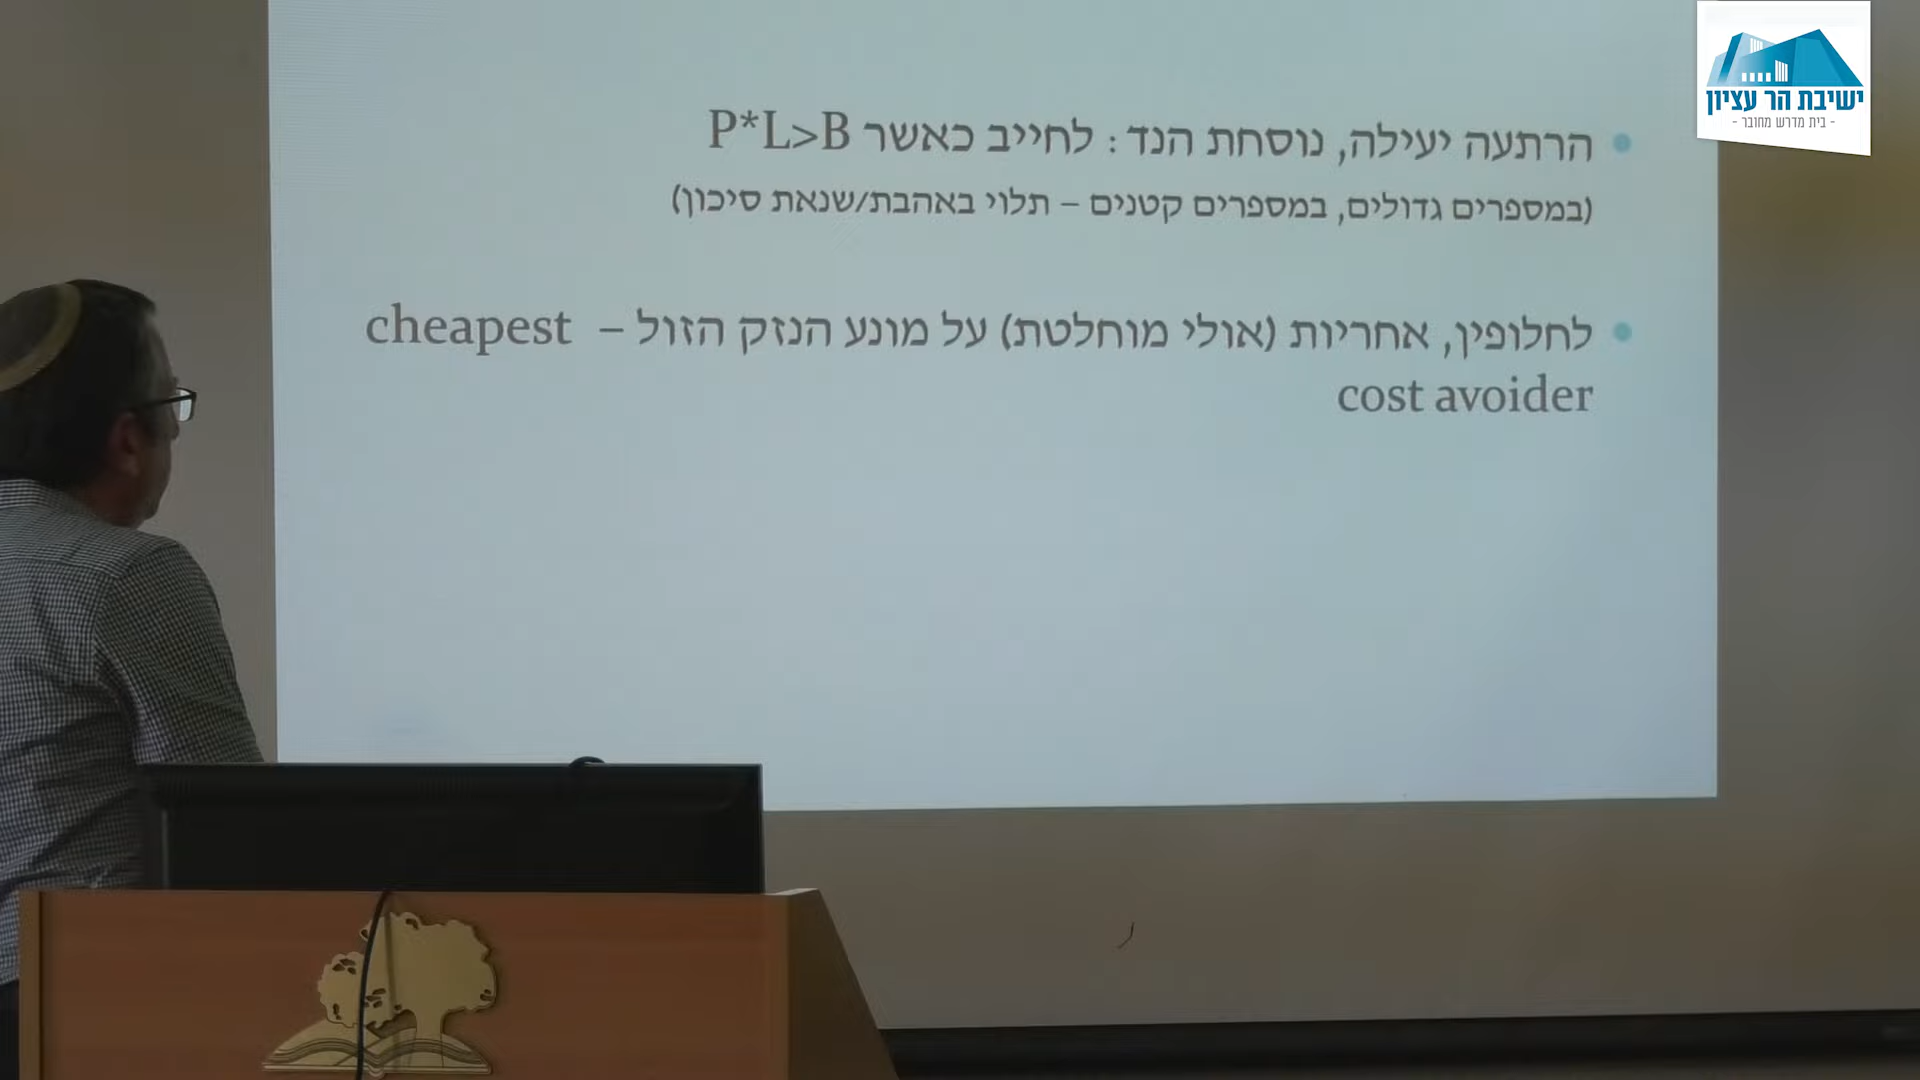 הרתעה יעילה, נוסחת הנד: לחייב כאשר P*L>B
(במספרים גדולים, במספרים קטנים – תלוי באהבת/שנאת סיכון)
לחלופין, אחריות (אולי מוחלטת) על מונע הנזק הזול – cheapest
cost avoider
ישיבת הר עציון
- בית מדרש מחובר -